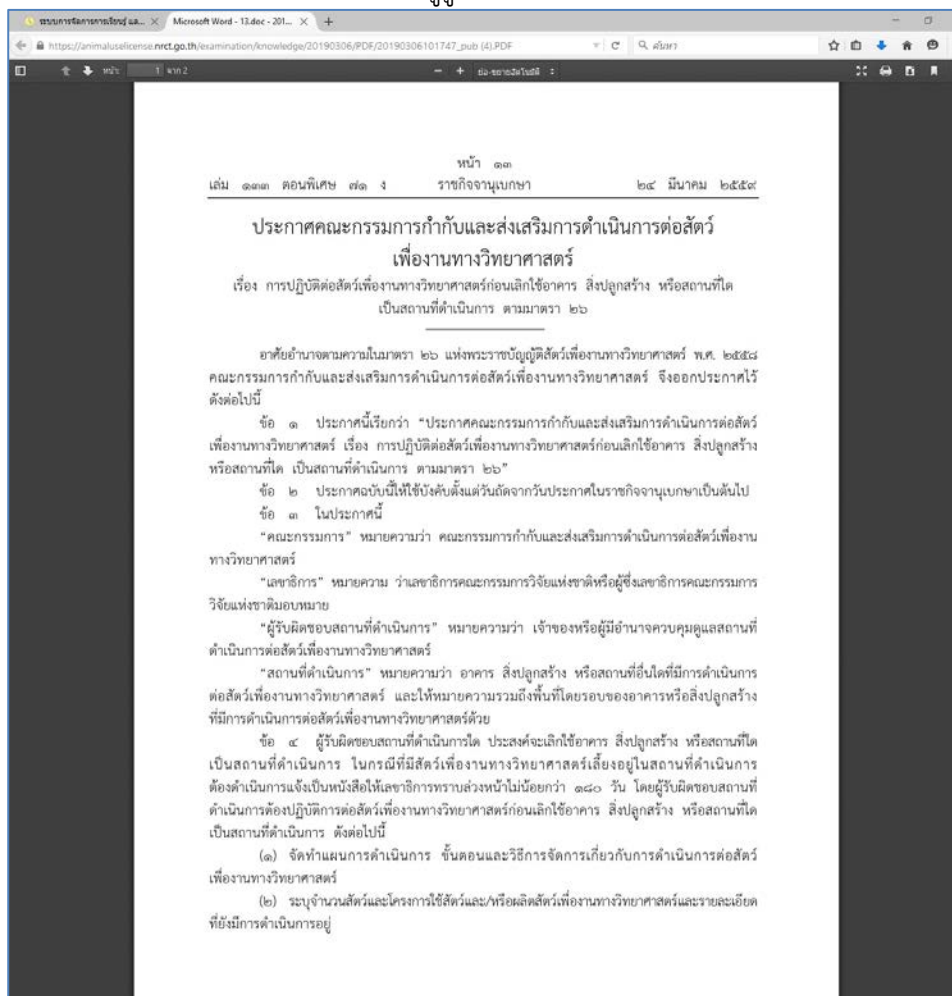 ระบบการจัดการการเรียนรู้ แล... × Microsoft Word - 13.doc - 201... × +
https://animaluselicense.nrct.go.th/examination/knowledge/20190306/PDF/20190306101747_pub (4).PDF ค้นหา
หน้า: 1 จาก 2 − + ย่อ-ขยายอัตโนมัติ
หน้า ๑๓
เล่ม ๑๓๓ ตอนพิเศษ ๗๑ ง ราชกิจจานุเบกษา ๒๔ มีนาคม ๒๕๕๙
ประกาศคณะกรรมการกำกับและส่งเสริมการดำเนินการต่อสัตว์
เพื่องานทางวิทยาศาสตร์
เรื่อง การปฏิบัติต่อสัตว์เพื่องานทางวิทยาศาสตร์ก่อนเลิกใช้อาคาร สิ่งปลูกสร้าง หรือสถานที่ใด
เป็นสถานที่ดำเนินการ ตามมาตรา ๒๖
อาศัยอำนาจตามความในมาตรา ๒๖ แห่งพระราชบัญญัติสัตว์เพื่องานทางวิทยาศาสตร์ พ.ศ. ๒๕๕๘
คณะกรรมการกำกับและส่งเสริมการดำเนินการต่อสัตว์เพื่องานทางวิทยาศาสตร์ จึงออกประกาศไว้
ดังต่อไปนี้
ข้อ ๑ ประกาศนี้เรียกว่า “ประกาศคณะกรรมการกำกับและส่งเสริมการดำเนินการต่อสัตว์
เพื่องานทางวิทยาศาสตร์ เรื่อง การปฏิบัติต่อสัตว์เพื่องานทางวิทยาศาสตร์ก่อนเลิกใช้อาคาร สิ่งปลูกสร้าง
หรือสถานที่ใด เป็นสถานที่ดำเนินการ ตามมาตรา ๒๖”
ข้อ ๒ ประกาศฉบับนี้ให้ใช้บังคับตั้งแต่วันถัดจากวันประกาศในราชกิจจานุเบกษาเป็นต้นไป
ข้อ ๓ ในประกาศนี้
“คณะกรรมการ” หมายความว่า คณะกรรมการกำกับและส่งเสริมการดำเนินการต่อสัตว์เพื่องาน
ทางวิทยาศาสตร์
“เลขาธิการ” หมายความ ว่าเลขาธิการคณะกรรมการวิจัยแห่งชาติหรือผู้ซึ่งเลขาธิการคณะกรรมการ
วิจัยแห่งชาติมอบหมาย
“ผู้รับผิดชอบสถานที่ดำเนินการ” หมายความว่า เจ้าของหรือผู้มีอำนาจควบคุมดูแลสถานที่
ดำเนินการต่อสัตว์เพื่องานทางวิทยาศาสตร์
“สถานที่ดำเนินการ” หมายความว่า อาคาร สิ่งปลูกสร้าง หรือสถานที่อื่นใดที่มีการดำเนินการ
ต่อสัตว์เพื่องานทางวิทยาศาสตร์ และให้หมายความรวมถึงพื้นที่โดยรอบของอาคารหรือสิ่งปลูกสร้าง
ที่มีการดำเนินการต่อสัตว์เพื่องานทางวิทยาศาสตร์ด้วย
ข้อ ๔ ผู้รับผิดชอบสถานที่ดำเนินการใด ประสงค์จะเลิกใช้อาคาร สิ่งปลูกสร้าง หรือสถานที่ใด
เป็นสถานที่ดำเนินการ ในกรณีที่มีสัตว์เพื่องานทางวิทยาศาสตร์เลี้ยงอยู่ในสถานที่ดำเนินการ
ต้องดำเนินการแจ้งเป็นหนังสือให้เลขาธิการทราบล่วงหน้าไม่น้อยกว่า ๑๘๐ วัน โดยผู้รับผิดชอบสถานที่
ดำเนินการต้องปฏิบัติการต่อสัตว์เพื่องานทางวิทยาศาสตร์ก่อนเลิกใช้อาคาร สิ่งปลูกสร้าง หรือสถานที่ใด
เป็นสถานที่ดำเนินการ ดังต่อไปนี้
(๑) จัดทำแผนการดำเนินการ ขั้นตอนและวิธีการจัดการเกี่ยวกับการดำเนินการต่อสัตว์
เพื่องานทางวิทยาศาสตร์
(๒) ระบุจำนวนสัตว์และโครงการใช้สัตว์และ/หรือผลิตสัตว์เพื่องานทางวิทยาศาสตร์และรายละเอียด
ที่ยังมีการดำเนินการอยู่